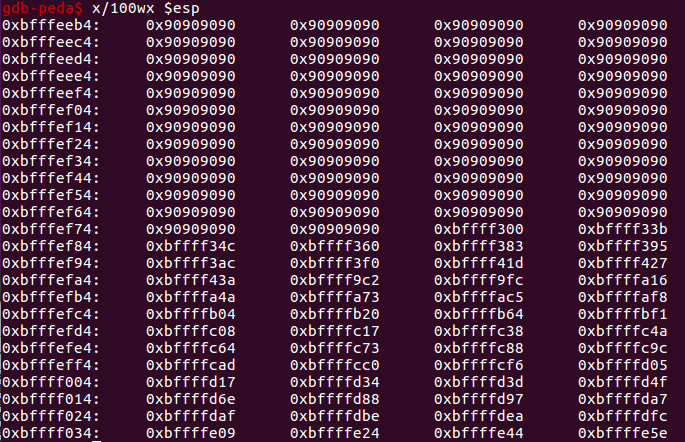 gdb-peda$ x/100wx $esp
0xbfffeeb4: 0x90909090 0x90909090 0x90909090 0x90909090
0xbfffeec4: 0x90909090 0x90909090 0x90909090 0x90909090
0xbfffeed4: 0x90909090 0x90909090 0x90909090 0x90909090
0xbfffeee4: 0x90909090 0x90909090 0x90909090 0x90909090
0xbfffeef4: 0x90909090 0x90909090 0x90909090 0x90909090
0xbfffef04: 0x90909090 0x90909090 0x90909090 0x90909090
0xbfffef14: 0x90909090 0x90909090 0x90909090 0x90909090
0xbfffef24: 0x90909090 0x90909090 0x90909090 0x90909090
0xbfffef34: 0x90909090 0x90909090 0x90909090 0x90909090
0xbfffef44: 0x90909090 0x90909090 0x90909090 0x90909090
0xbfffef54: 0x90909090 0x90909090 0x90909090 0x90909090
0xbfffef64: 0x90909090 0x90909090 0x90909090 0x90909090
0xbfffef74: 0x90909090 0x90909090 0xbffff300 0xbffff33b
0xbfffef84: 0xbffff34c 0xbffff360 0xbffff383 0xbffff395
0xbfffef94: 0xbffff3ac 0xbffff3f0 0xbffff41d 0xbffff427
0xbfffefa4: 0xbffff43a 0xbffff9c2 0xbffff9fc 0xbffffa16
0xbfffefb4: 0xbffffa4a 0xbffffa73 0xbffffac5 0xbffffaf8
0xbfffefc4: 0xbffffb04 0xbffffb20 0xbffffb64 0xbffffbf1
0xbfffefd4: 0xbffffc08 0xbffffc17 0xbffffc38 0xbffffc4a
0xbfffefe4: 0xbffffc64 0xbffffc73 0xbffffc88 0xbffffc9c
0xbfffeff4: 0xbffffcad 0xbffffcc0 0xbffffcf6 0xbffffd05
0xbffff004: 0xbffffd17 0xbffffd34 0xbffffd3d 0xbffffd4f
0xbffff014: 0xbffffd6e 0xbffffd88 0xbffffd97 0xbffffda7
0xbffff024: 0xbffffdaf 0xbffffdbe 0xbffffdea 0xbffffdfc
0xbffff034: 0xbffffe09 0xbffffe24 0xbffffe44 0xbffffe5e